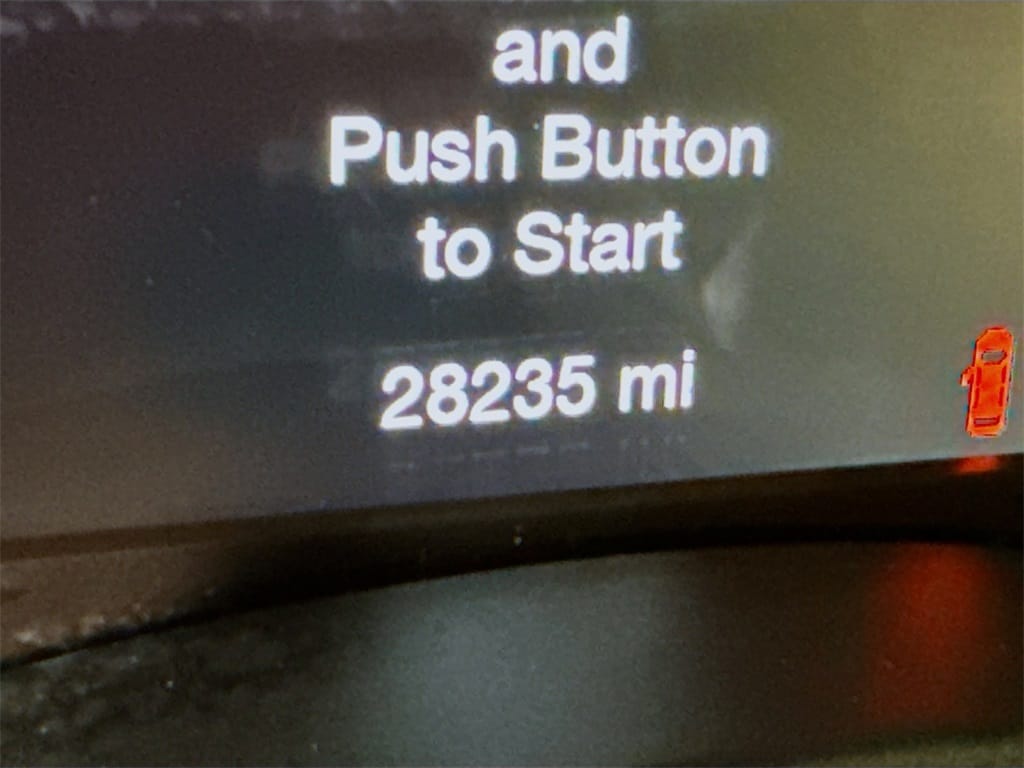 and
Push Button
to Start
28235 mi